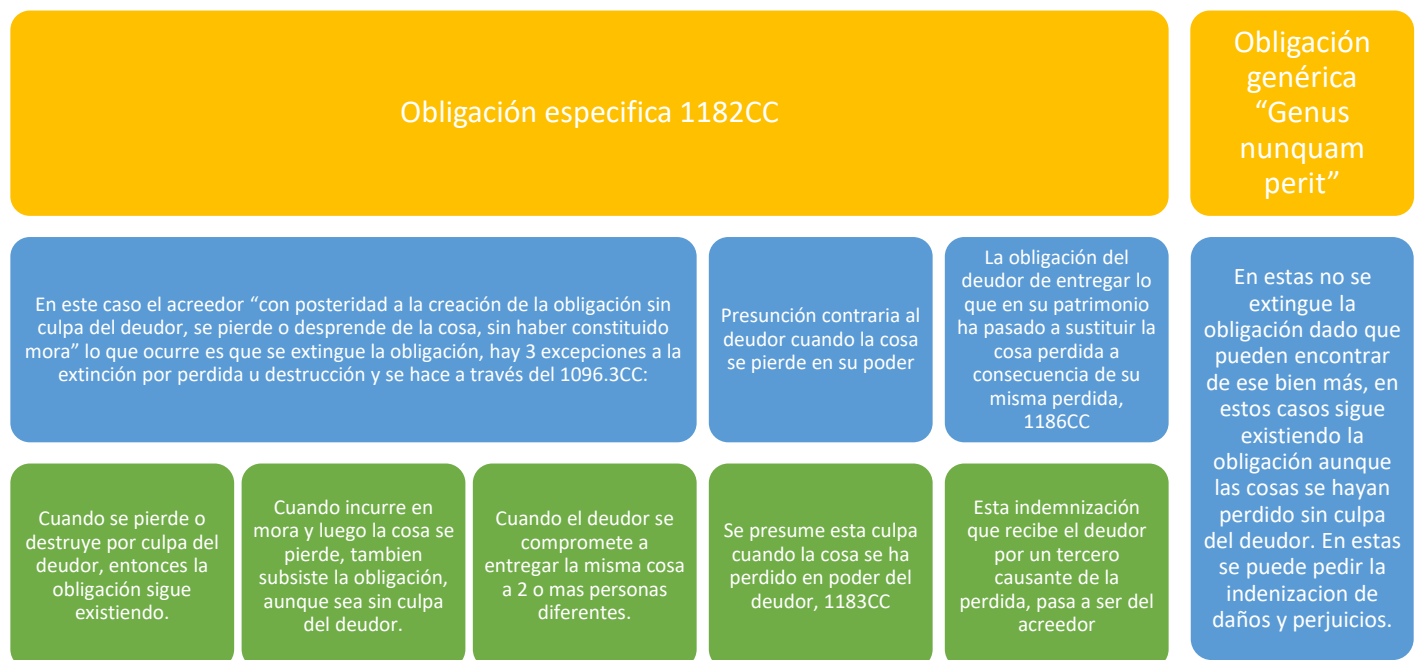 Obligación especifica 1182CC
Obligación
genérica
“Genus
nunquam
perit”
En este caso el acreedor “con posteridad a la creación de la obligación sin
culpa del deudor, se pierde o desprende de la cosa, sin haber constituido
mora” lo que ocurre es que se extingue la obligación, hay 3 excepciones a la
extinción por perdida u destrucción y se hace a través del 1096.3CC:
Presunción contraria al
deudor cuando la cosa
se pierde en su poder
La obligación del
deudor de entregar lo
que en su patrimonio
ha pasado a sustituir la
cosa perdida a
consecuencia de su
misma perdida,
1186CC
En estas no se
extingue la
obligación dado que
pueden encontrar
de ese bien más, en
estos casos sigue
existiendo la
obligación aunque
las cosas se hayan
perdido sin culpa
del deudor. En estas
se puede pedir la
indenizacion de
daños y perjuicios.
Cuando se pierde o
destruye por culpa del
deudor, entonces la
obligación sigue
existiendo.
Cuando incurre en
mora y luego la cosa se
pierde, tambien
subsiste la obligación,
aunque sea sin culpa
del deudor.
Cuando el deudor se
compromete a
entregar la misma cosa
a 2 o mas personas
diferentes.
Se presume esta culpa
cuando la cosa se ha
perdido en poder del
deudor, 1183CC
Esta indemnización
que recibe el deudor
por un tercero
causante de la
perdida, pasa a ser del
acreedor